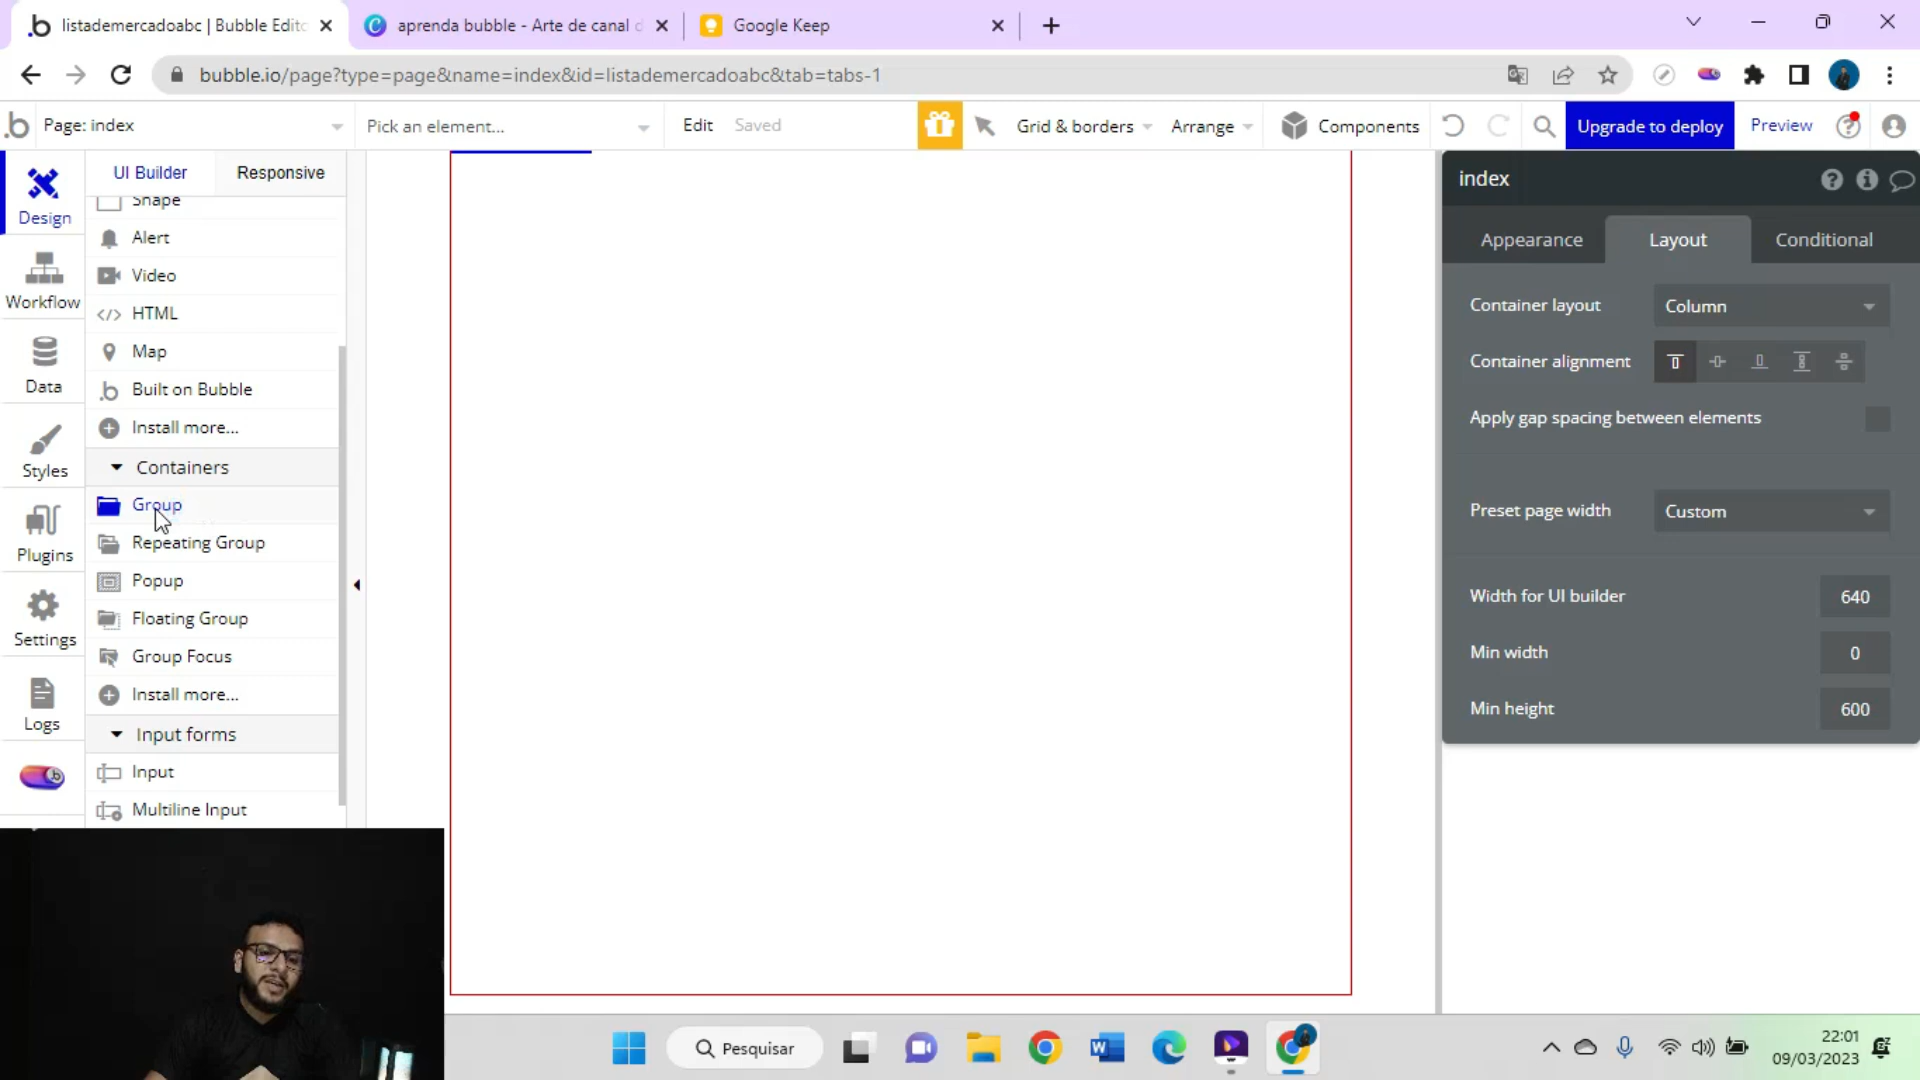 listademercadoabc | Bubble Edito
aprenda bubble - Arte de canal d
Google Keep
bubble.io/page?type=page&name=index&id=listademercadoabc&tab=tabs-1
Page: index
Pick an element...
Edit
Saved
Grid & borders
Arrange
Components
Upgrade to deploy
Preview
Design
Workflow
Data
Styles
Plugins
Settings
Logs
UI Builder
Responsive
Shape
Alert
Video
HTML
Map
Built on Bubble
Install more...
Containers
Group
Repeating Group
Popup
Floating Group
Group Focus
Install more...
Input forms
Input
Multiline Input
index
Appearance
Layout
Conditional
Container layout
Column
Container alignment
Apply gap spacing between elements
Preset page width
Custom
Width for UI builder
640
Min width
0
Min height
600
Pesquisar
22:01
09/03/2023